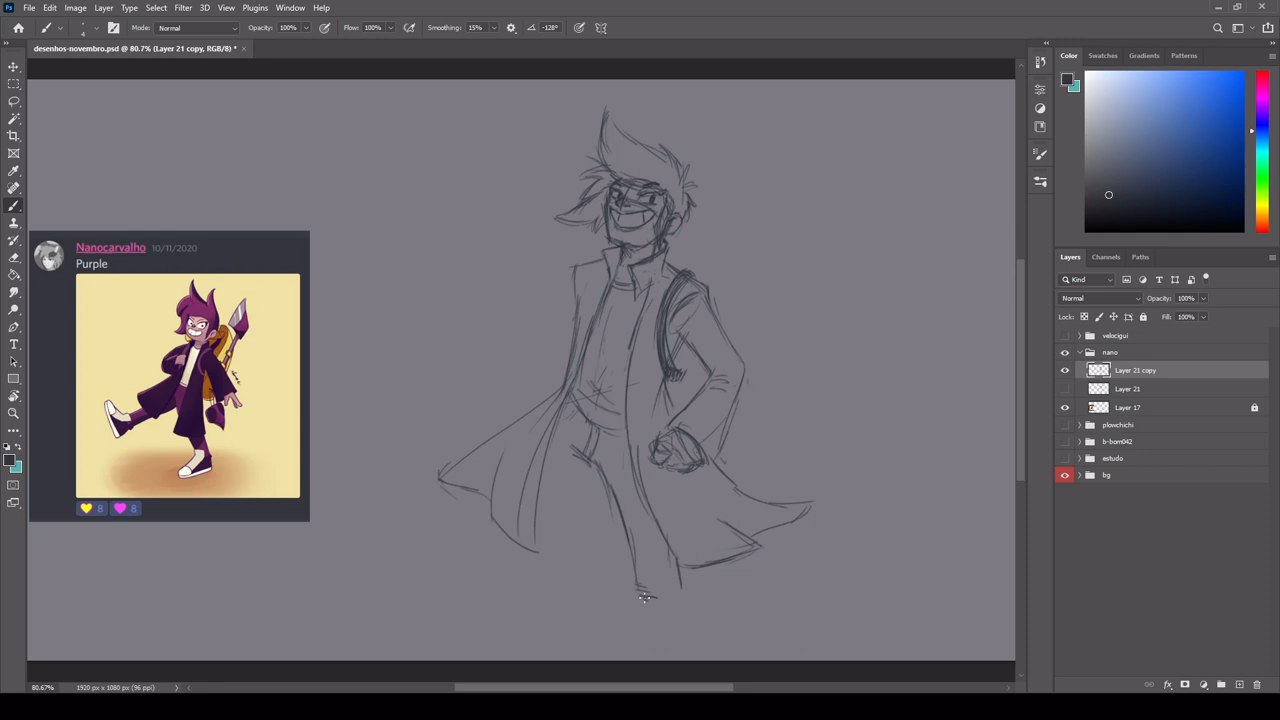 File Edit Image Layer Type Select Filter 3D View Plugins Window Help
4 Mode: Normal Opacity: 100% Flow: 100% Smoothing: 15% -128°
desenhos-novembro.psd @ 80.7% (Layer 21 copy, RGB/8) *
Nanocarvalho 10/11/2020
Purple
8 8
Color Swatches Gradients Patterns
Layers Channels Paths
Kind
Normal Opacity: 100%
Lock: Fill: 100%
velocigui
nano
Layer 21 copy
Layer 21
Layer 17
plowchichi
b-bom042
estudo
bg
80.67% 1920 px x 1080 px (96 ppi)